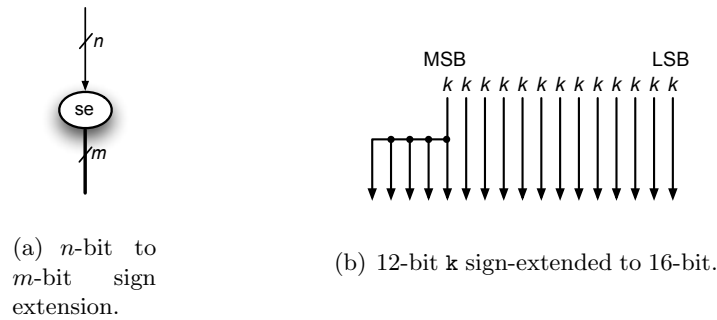 n
se
m
MSB LSB
k k k k k k k k k k k k k
(a) n-bit to
m-bit sign
extension.
(b) 12-bit k sign-extended to 16-bit.